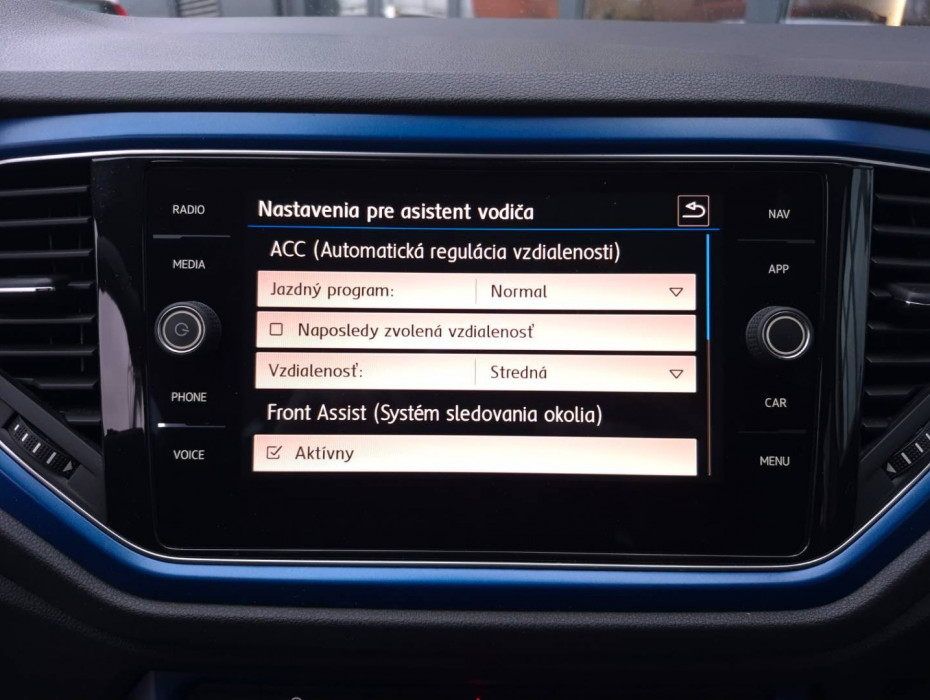 Nastavenia pre asistent vodiča
ACC (Automatická regulácia vzdialenosti)
Jazdný program: Normal
Naposledy zvolená vzdialenosť
Vzdialenosť: Stredná
Front Assist (Systém sledovania okolia)
Aktívny
RADIO
MEDIA
PHONE
VOICE
NAV
APP
CAR
MENU